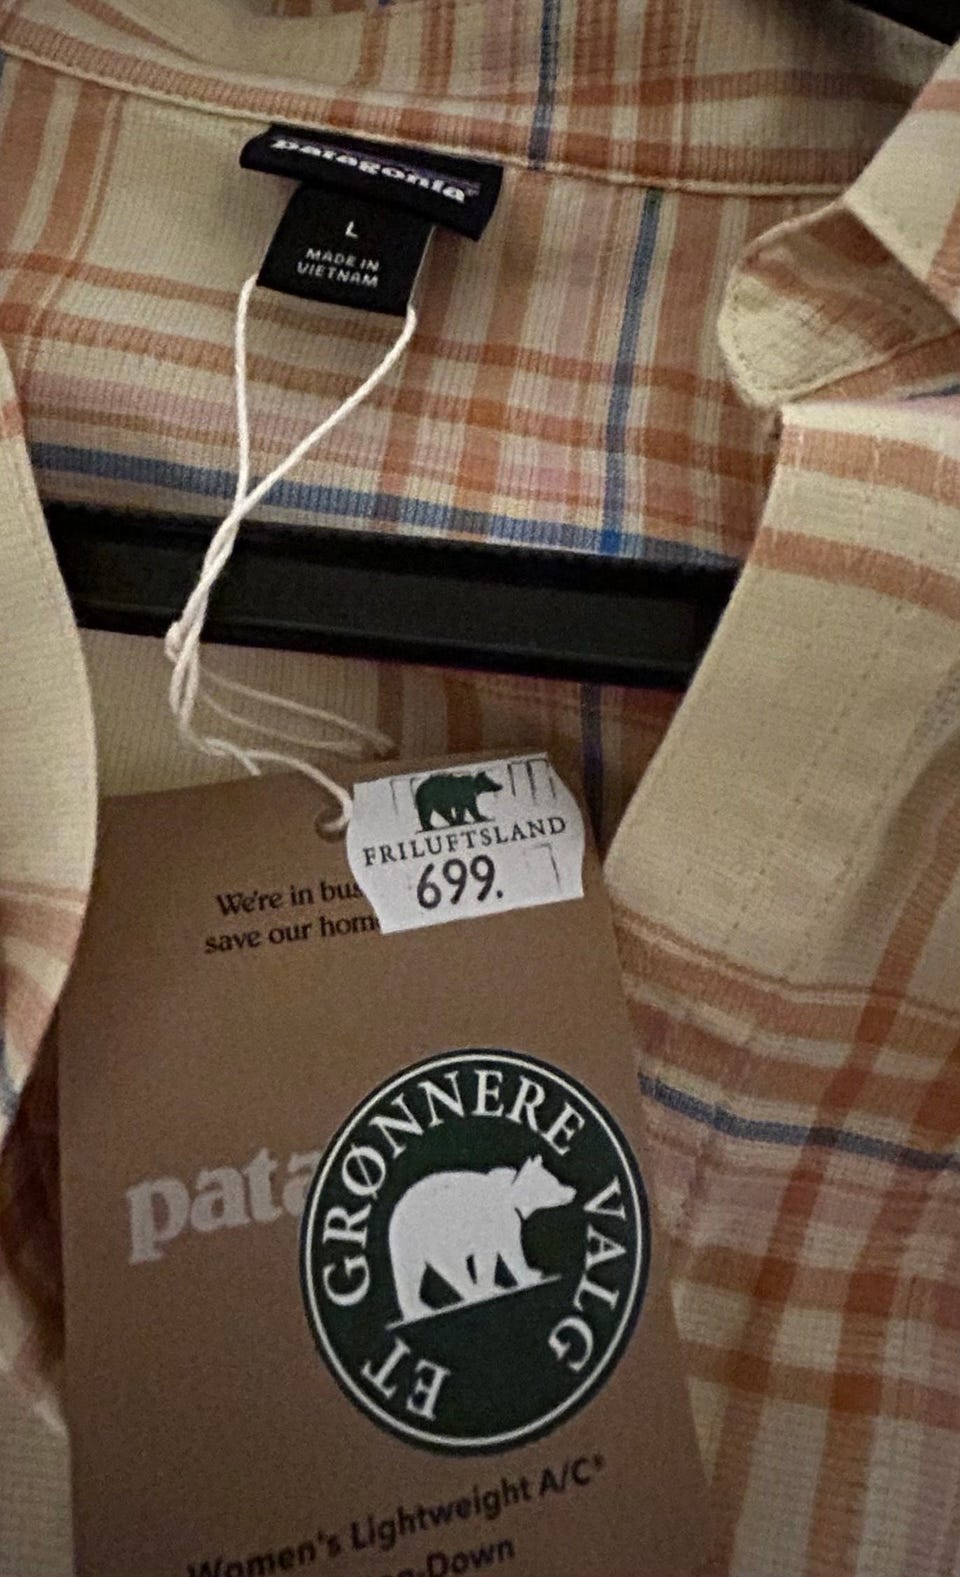 patagonia
L
MADE IN
VIETNAM
FRILUFTSLAND
699.
We're in bus
save our home
pata
ET GRØNNERE VALG
Women's Lightweight A/C®
-Down